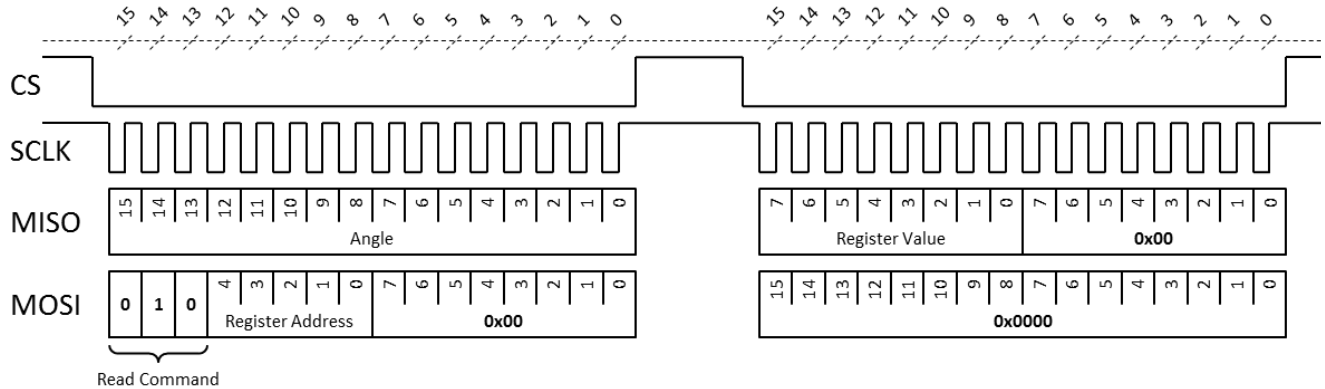 15 14 13 12 11 10 9 8 7 6 5 4 3 2 1 0 15 14 13 12 11 10 9 8 7 6 5 4 3 2 1 0
CS
SCLK
MISO 15 14 13 12 11 10 9 8 7 6 5 4 3 2 1 0 7 6 5 4 3 2 1 0 7 6 5 4 3 2 1 0
Angle Register Value 0x00
MOSI 0 1 0 4 3 2 1 0 7 6 5 4 3 2 1 0 15 14 13 12 11 10 9 8 7 6 5 4 3 2 1 0
Register Address 0x00 0x0000
Read Command